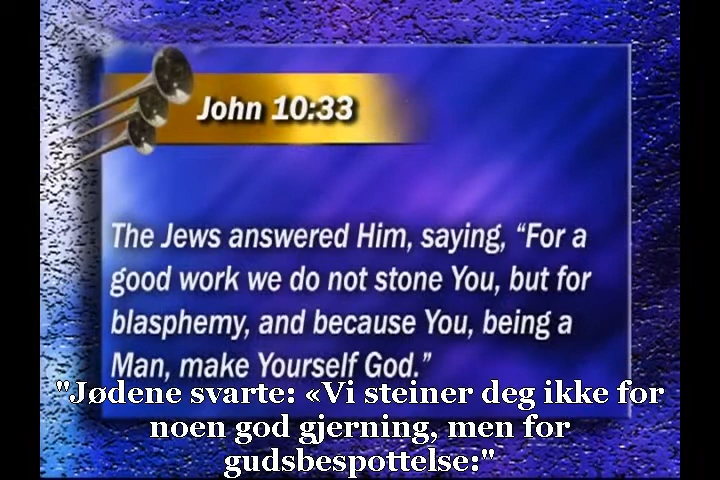 John 10:33
The Jews answered Him, saying, “For a
good work we do not stone You, but for
blasphemy, and because You, being a
Man, make Yourself God.”
"Jødene svarte: «Vi steiner deg ikke for
noen god gjerning, men for
gudsbespottelse:"